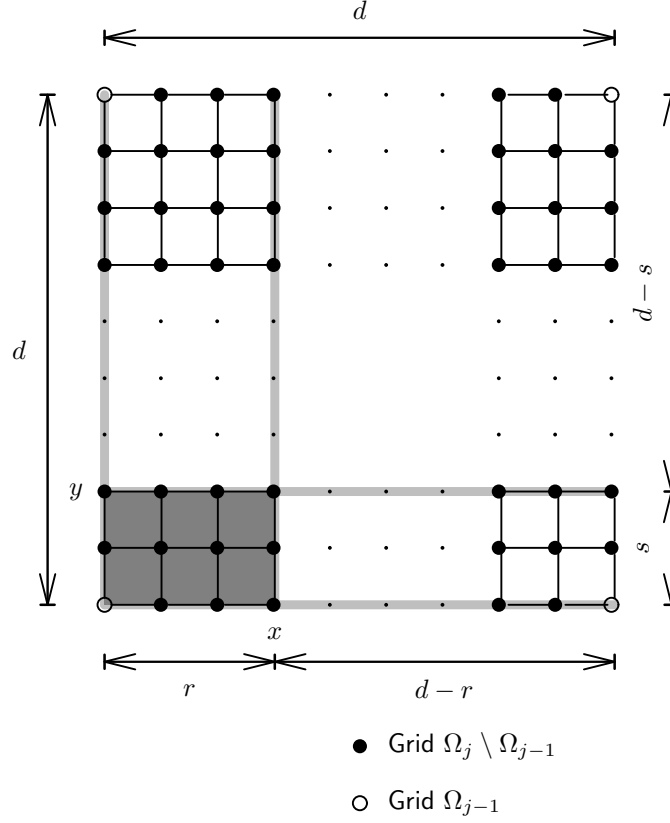 d
d
d − s
y
s
x
r
d − r
Grid Ω_j \ Ω_{j−1}
Grid Ω_{j−1}